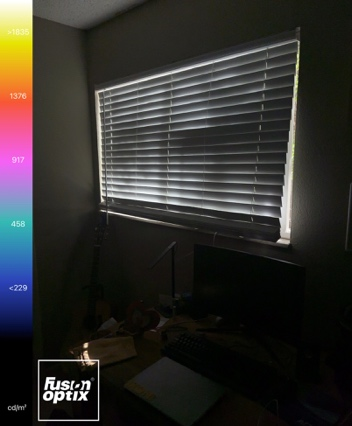 >1835
1376
917
458
<229
cd/m²
fusion
optix®